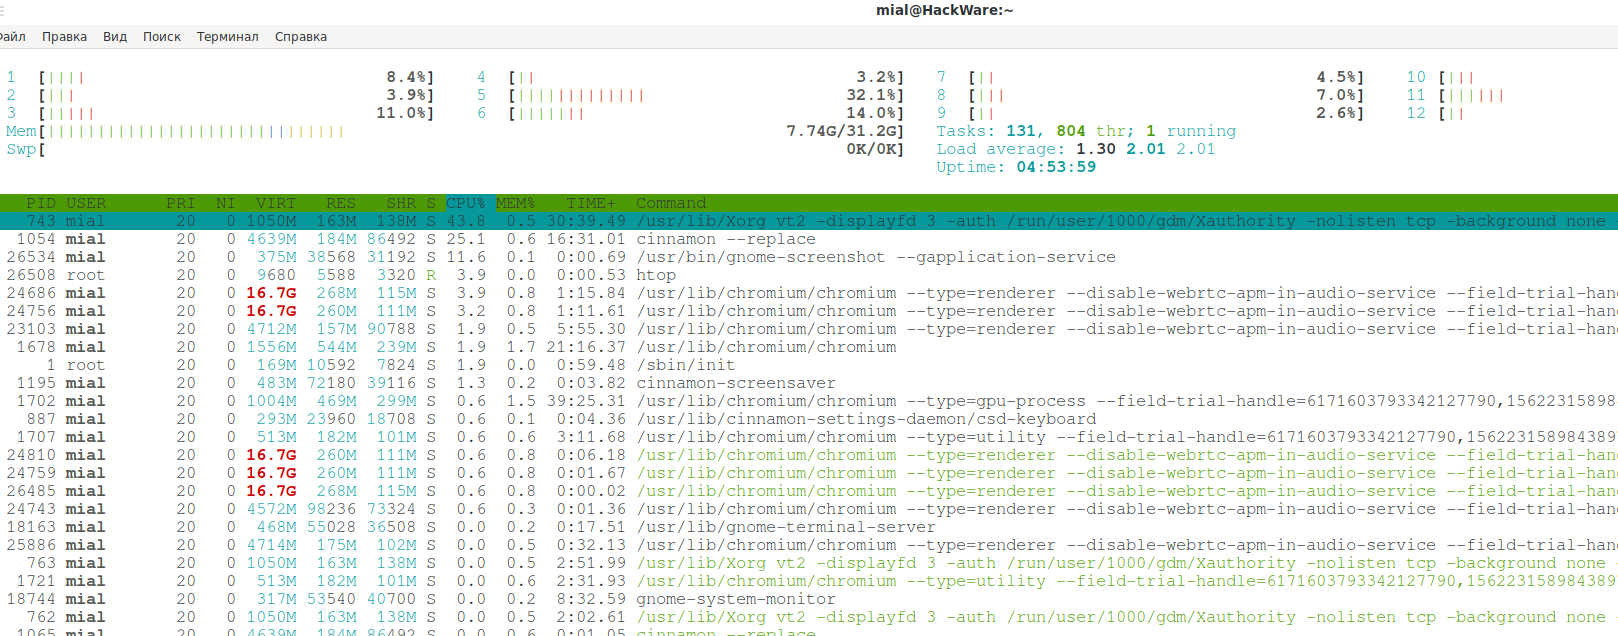 mial@HackWare:~
Файл Правка Вид Поиск Терминал Справка
1 [|||| 8.4%] 4 [|| 3.2%] 7 [|| 4.5%] 10 [|||
2 [||| 3.9%] 5 [||||||||||||| 32.1%] 8 [||| 7.0%] 11 [||||||
3 [||||| 11.0%] 6 [||||||| 14.0%] 9 [|| 2.6%] 12 [||
Mem[|||||||||||||||||||||||||||||| 7.74G/31.2G] Tasks: 131, 804 thr; 1 running
Swp[ 0K/0K] Load average: 1.30 2.01 2.01
Uptime: 04:53:59
PID USER PRI NI VIRT RES SHR S CPU% MEM% TIME+ Command
743 mial 20 0 1050M 163M 138M S 43.8 0.5 30:39.49 /usr/lib/Xorg vt2 -displayfd 3 -auth /run/user/1000/gdm/Xauthority -nolisten tcp -background none
1054 mial 20 0 4639M 184M 86492 S 25.1 0.6 16:31.01 cinnamon --replace
26534 mial 20 0 375M 38568 31192 S 11.6 0.1 0:00.69 /usr/bin/gnome-screenshot --gapplication-service
26508 root 20 0 9680 5588 3320 R 3.9 0.0 0:00.53 htop
24686 mial 20 0 16.7G 268M 115M S 3.9 0.8 1:15.84 /usr/lib/chromium/chromium --type=renderer --disable-webrtc-apm-in-audio-service --field-trial-han
24756 mial 20 0 16.7G 260M 111M S 3.2 0.8 1:11.61 /usr/lib/chromium/chromium --type=renderer --disable-webrtc-apm-in-audio-service --field-trial-han
23103 mial 20 0 4712M 157M 90788 S 1.9 0.5 5:55.30 /usr/lib/chromium/chromium --type=renderer --disable-webrtc-apm-in-audio-service --field-trial-han
1678 mial 20 0 1556M 544M 239M S 1.9 1.7 21:16.37 /usr/lib/chromium/chromium
1 root 20 0 169M 10592 7824 S 1.9 0.0 0:59.48 /sbin/init
1195 mial 20 0 483M 72180 39116 S 1.3 0.2 0:03.82 cinnamon-screensaver
1702 mial 20 0 1004M 469M 299M S 0.6 1.5 39:25.31 /usr/lib/chromium/chromium --type=gpu-process --field-trial-handle=6171603793342127790,15622315898
887 mial 20 0 293M 23960 18708 S 0.6 0.1 0:04.36 /usr/lib/cinnamon-settings-daemon/csd-keyboard
1707 mial 20 0 513M 182M 101M S 0.6 0.6 3:11.68 /usr/lib/chromium/chromium --type=utility --field-trial-handle=6171603793342127790,156223158984389
24810 mial 20 0 16.7G 260M 111M S 0.6 0.8 0:06.18 /usr/lib/chromium/chromium --type=renderer --disable-webrtc-apm-in-audio-service --field-trial-han
24759 mial 20 0 16.7G 260M 111M S 0.6 0.8 0:01.67 /usr/lib/chromium/chromium --type=renderer --disable-webrtc-apm-in-audio-service --field-trial-han
26485 mial 20 0 16.7G 268M 115M S 0.6 0.8 0:00.02 /usr/lib/chromium/chromium --type=renderer --disable-webrtc-apm-in-audio-service --field-trial-han
24743 mial 20 0 4572M 98236 73324 S 0.6 0.3 0:01.36 /usr/lib/chromium/chromium --type=renderer --disable-webrtc-apm-in-audio-service --field-trial-han
18163 mial 20 0 468M 55028 36508 S 0.0 0.2 0:17.51 /usr/lib/gnome-terminal-server
25886 mial 20 0 4714M 175M 102M S 0.0 0.5 0:32.13 /usr/lib/chromium/chromium --type=renderer --disable-webrtc-apm-in-audio-service --field-trial-han
763 mial 20 0 1050M 163M 138M S 0.0 0.5 2:51.99 /usr/lib/Xorg vt2 -displayfd 3 -auth /run/user/1000/gdm/Xauthority -nolisten tcp -background none
1721 mial 20 0 513M 182M 101M S 0.0 0.6 2:31.93 /usr/lib/chromium/chromium --type=utility --field-trial-handle=6171603793342127790,156223158984389
18744 mial 20 0 317M 53540 40700 S 0.0 0.2 8:32.59 gnome-system-monitor
762 mial 20 0 1050M 163M 138M S 0.0 0.5 2:02.61 /usr/lib/Xorg vt2 -displayfd 3 -auth /run/user/1000/gdm/Xauthority -nolisten tcp -background none
1065 mial 20 0 4639M 184M 86492 S 0.0 0.6 0:01.05 cinnamon --replace